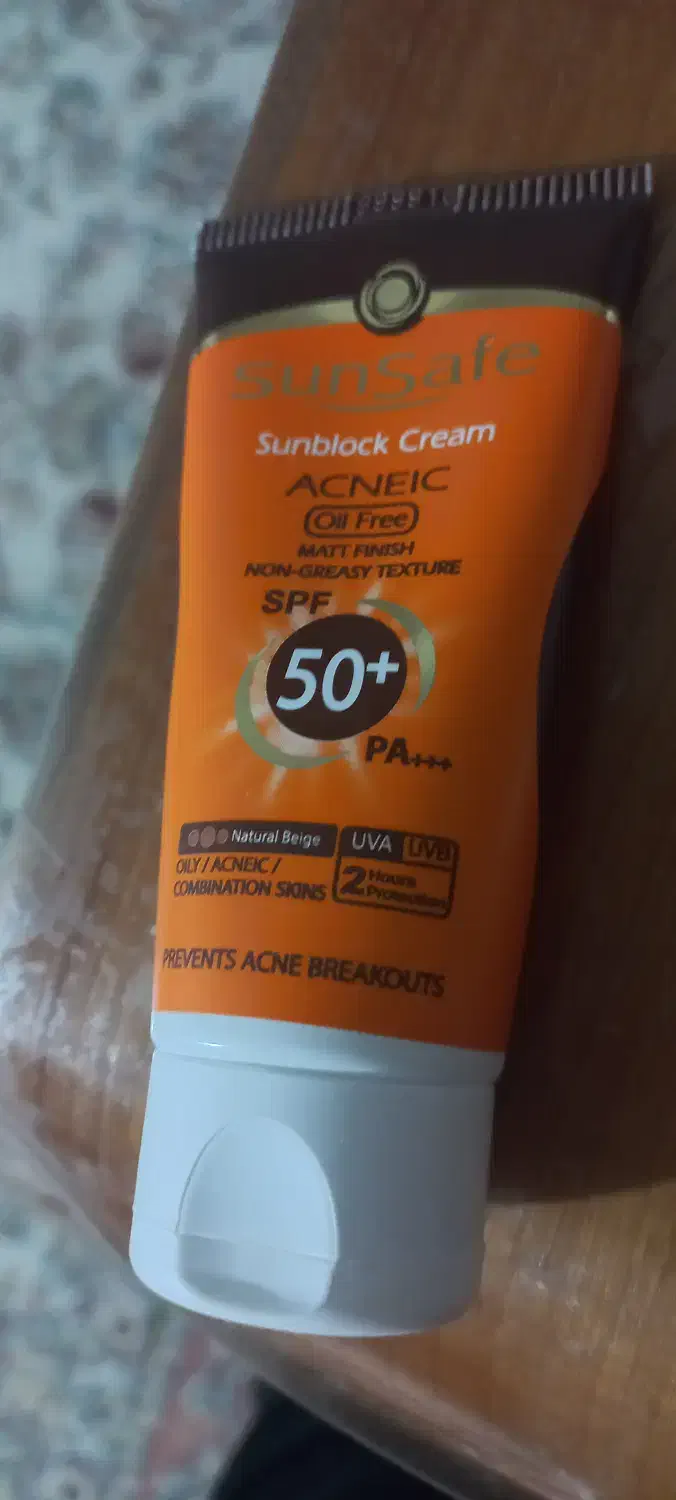 SunSafe
Sunblock Cream
ACNEIC
Oil Free
MATT FINISH
NON-GREASY TEXTURE
SPF
50+
PA+++
Natural Beige
UVA UVB
OILY / ACNEIC /
COMBINATION SKINS
2 Hours
Protection
PREVENTS ACNE BREAKOUTS